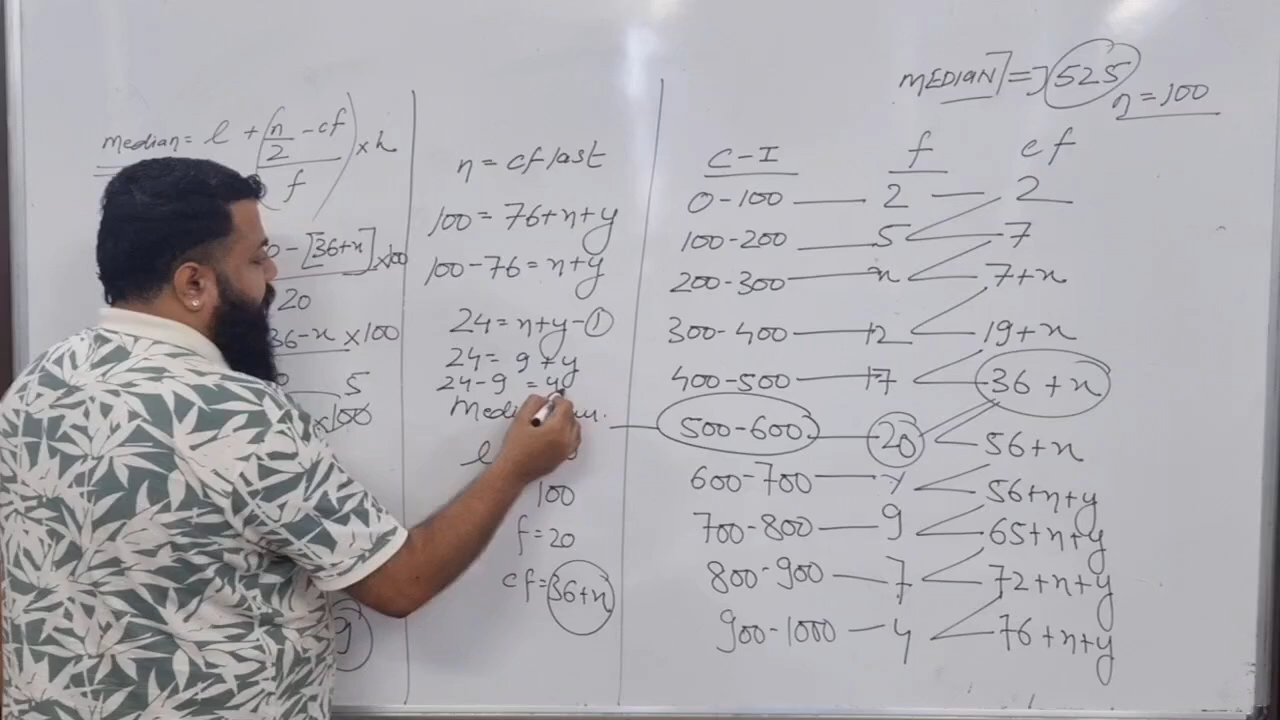 MEDIAN = 525
n = 100
median = l + (n/2 - cf / f) × h
- [36+x] ×100
20
36-x ×100
5
×100
9
n = cf last
100 = 76+x+y
100-76 = x+y
24 = x+y - ①
24 = 9 + y
24-9 = y
l
100
f = 20
cf = 36+x
C-I f cf
0-100 2 2
100-200 5 7
200-300 x 7+x
300-400 12 19+x
400-500 17 36+x
500-600 20 56+x
600-700 y 56+x+y
700-800 9 65+x+y
800-900 7 72+x+y
900-1000 4 76+x+y